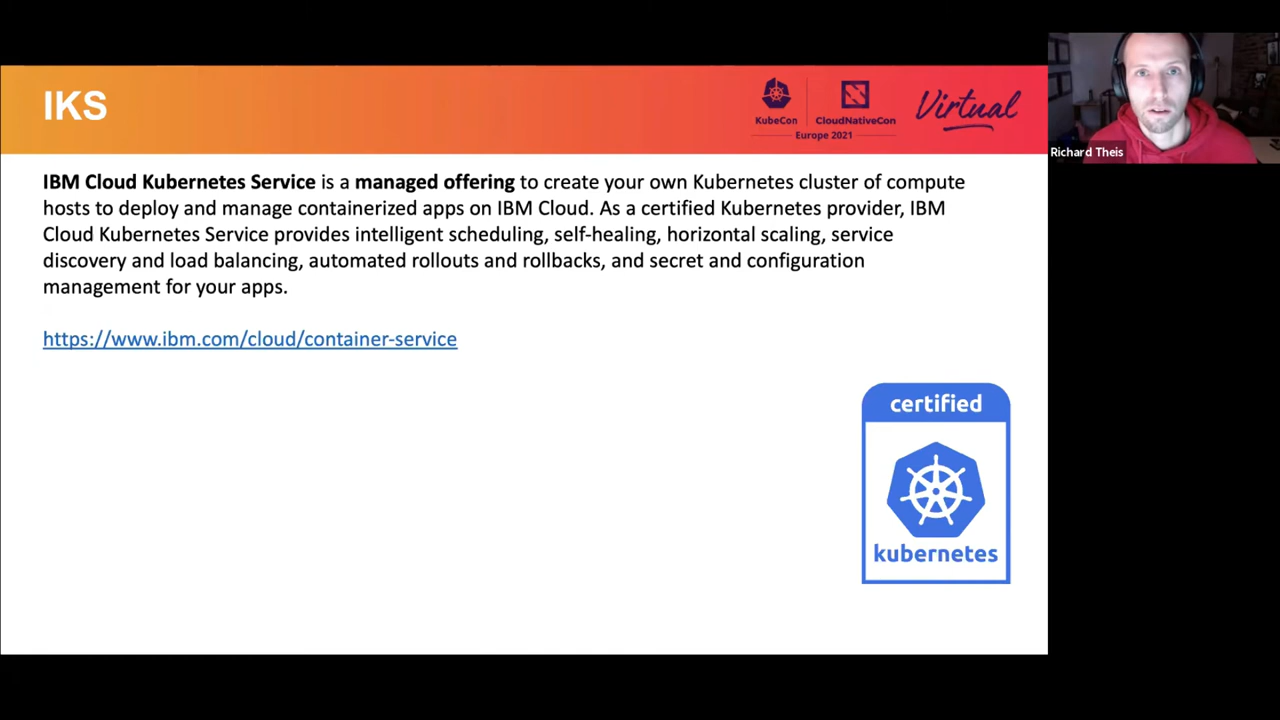 IKS
KubeCon
CloudNativeCon
Europe 2021
Virtual
Richard Theis
IBM Cloud Kubernetes Service is a managed offering to create your own Kubernetes cluster of compute
hosts to deploy and manage containerized apps on IBM Cloud. As a certified Kubernetes provider, IBM
Cloud Kubernetes Service provides intelligent scheduling, self-healing, horizontal scaling, service
discovery and load balancing, automated rollouts and rollbacks, and secret and configuration
management for your apps.
https://www.ibm.com/cloud/container-service
certified
kubernetes